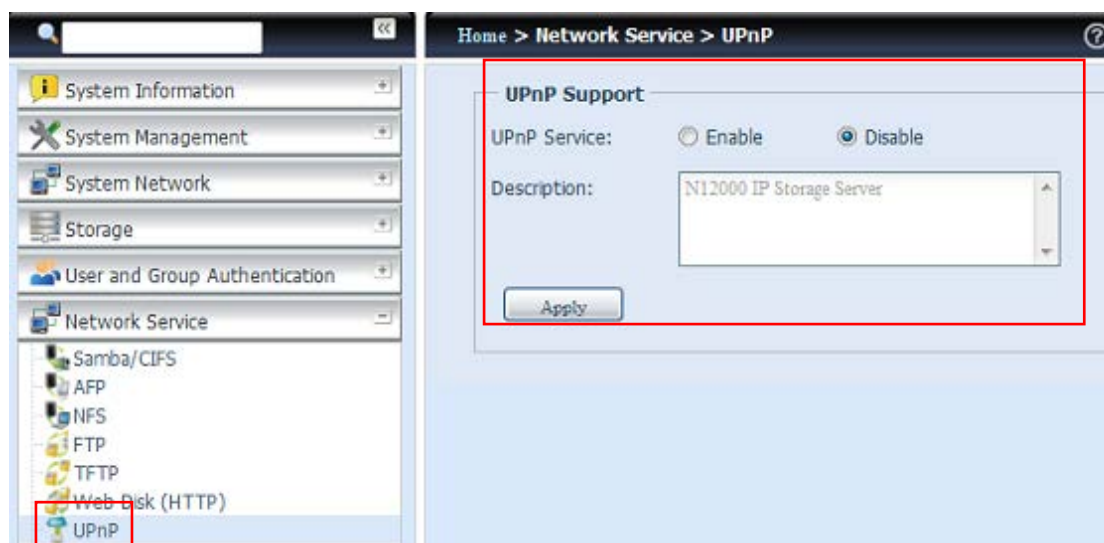 Home > Network Service > UPnP
System Information
System Management
System Network
Storage
User and Group Authentication
Network Service
Samba/CIFS
AFP
NFS
FTP
TFTP
Web Disk (HTTP)
UPnP
UPnP Support
UPnP Service: Enable Disable
Description: N12000 IP Storage Server
Apply